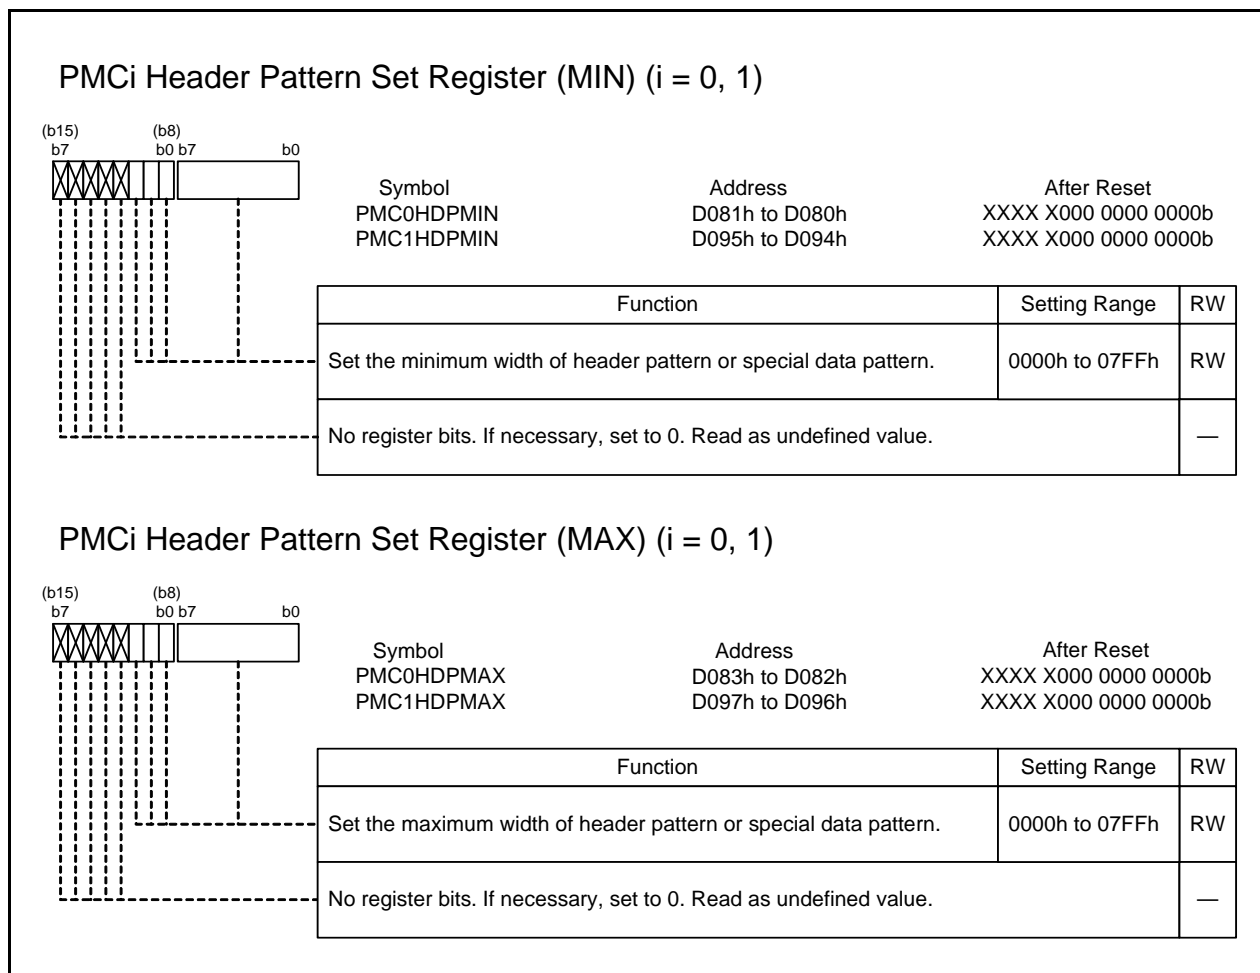 PMCi Header Pattern Set Register (MIN) (i = 0, 1)
(b15) (b8)
b7 b0 b7 b0
Symbol Address After Reset
PMC0HDPMIN D081h to D080h XXXX X000 0000 0000b
PMC1HDPMIN D095h to D094h XXXX X000 0000 0000b
Function Setting Range RW
Set the minimum width of header pattern or special data pattern. 0000h to 07FFh RW
No register bits. If necessary, set to 0. Read as undefined value. —
PMCi Header Pattern Set Register (MAX) (i = 0, 1)
(b15) (b8)
b7 b0 b7 b0
Symbol Address After Reset
PMC0HDPMAX D083h to D082h XXXX X000 0000 0000b
PMC1HDPMAX D097h to D096h XXXX X000 0000 0000b
Function Setting Range RW
Set the maximum width of header pattern or special data pattern. 0000h to 07FFh RW
No register bits. If necessary, set to 0. Read as undefined value. —